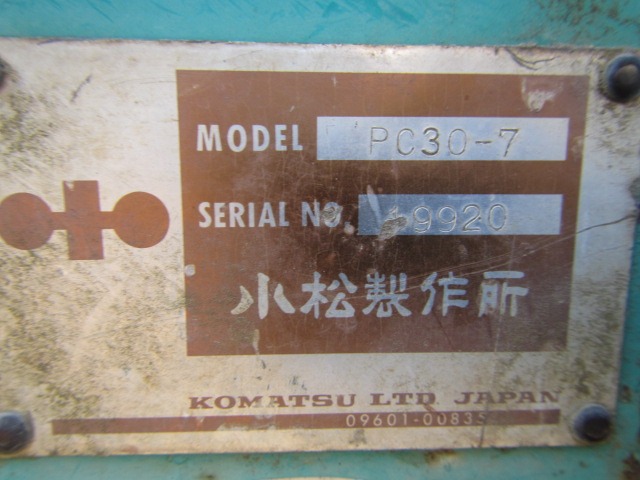 MODEL PC30-7
SERIAL NO. 9920
小松製作所
KOMATSU LTD JAPAN
09601-00835